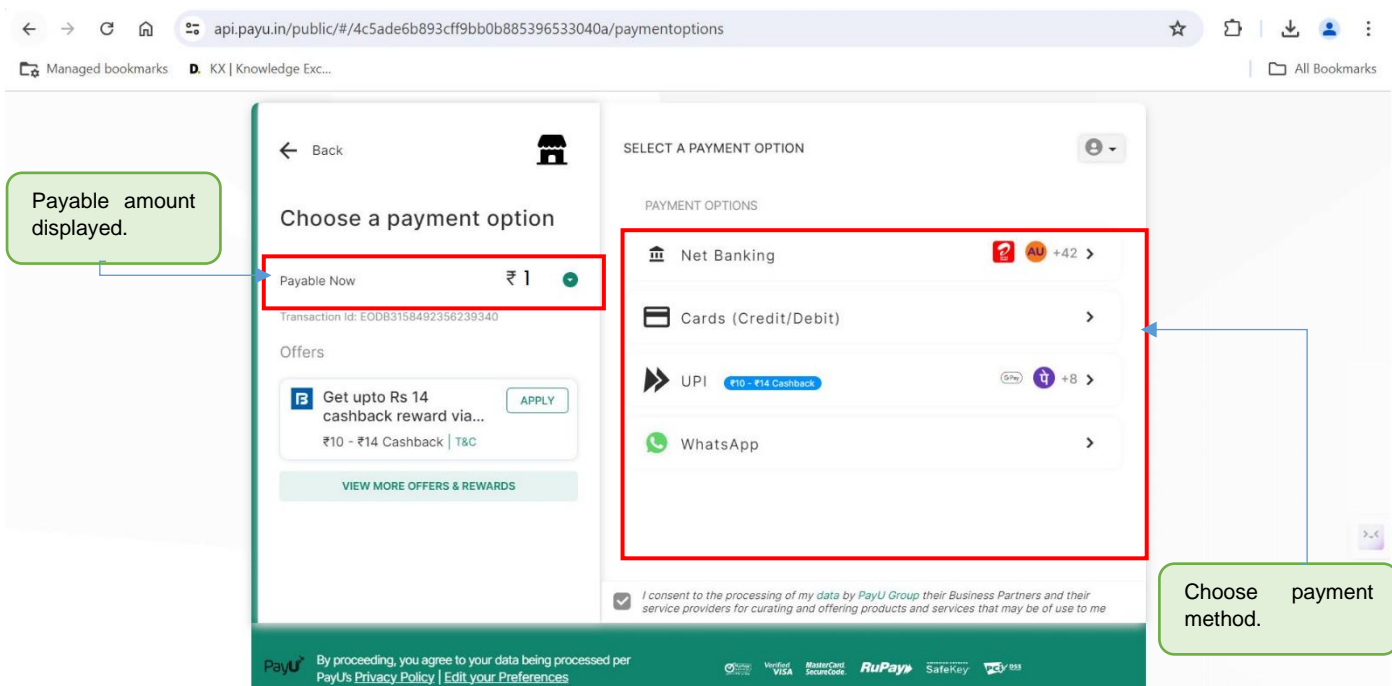 api.payu.in/public/#/4c5ade6b893cff9bb0b885396533040a/paymentoptions
Managed bookmarks D. KX | Knowledge Exc...
All Bookmarks
Payable amount
displayed.
Back
Choose a payment option
Payable Now ₹ 1
Transaction Id: EODB3158492356239340
Offers
Get upto Rs 14
cashback reward via...
₹10 - ₹14 Cashback | T&C
APPLY
VIEW MORE OFFERS & REWARDS
SELECT A PAYMENT OPTION
PAYMENT OPTIONS
Net Banking AU +42
Cards (Credit/Debit)
UPI ₹10 - ₹14 Cashback GPay पे +8
WhatsApp
I consent to the processing of my data by PayU Group their Business Partners and their
service providers for curating and offering products and services that may be of use to me
Choose payment
method.
PayU
By proceeding, you agree to your data being processed per
PayU's Privacy Policy | Edit your Preferences
Verified VISA MasterCard. SecureCode. RuPay SafeKey PCI DSS